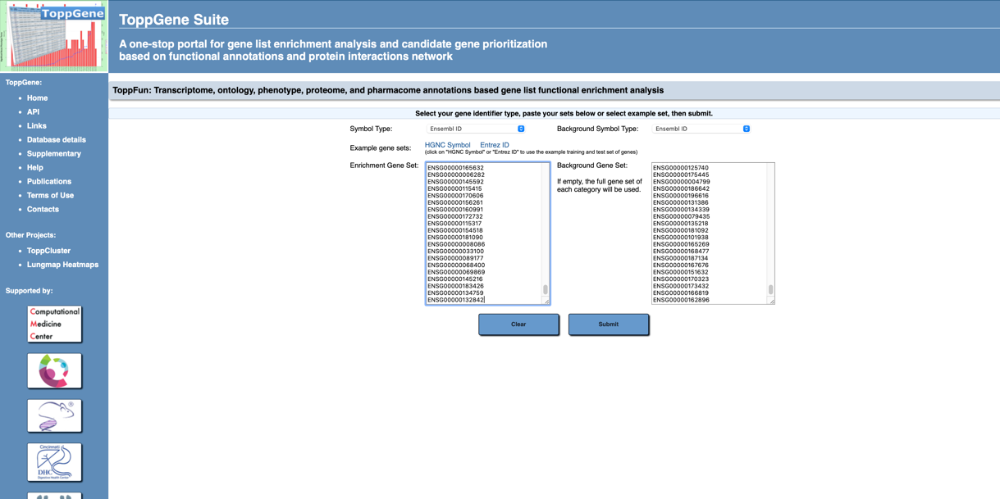 ToppGene
ToppGene Suite
A one-stop portal for gene list enrichment analysis and candidate gene prioritization
based on functional annotations and protein interactions network
ToppGene:
Home
API
Links
Database details
Supplementary
Help
Publications
Terms of Use
Contacts
Other Projects:
ToppCluster
Lungmap Heatmaps
Supported by:
Computational
Medicine
Center
®
Cincinnati
DHC
Digestive Health Center
ToppFun: Transcriptome, ontology, phenotype, proteome, and pharmacome annotations based gene list functional enrichment analysis
Select your gene identifier type, paste your sets below or select example set, then submit.
Symbol Type:
Ensembl ID
Background Symbol Type:
Ensembl ID
Example gene sets:
HGNC Symbol Entrez ID
(click on "HGNC Symbol" or "Entrez ID" to use the example training and test set of genes)
Enrichment Gene Set:
ENSG00000165632
ENSG00000006282
ENSG00000145592
ENSG00000115415
ENSG00000170606
ENSG00000156261
ENSG00000160991
ENSG00000172732
ENSG00000115317
ENSG00000154518
ENSG00000181090
ENSG00000008086
ENSG00000033100
ENSG00000089177
ENSG00000068400
ENSG00000069869
ENSG00000145216
ENSG00000183426
ENSG00000134759
ENSG00000132842
Background Gene Set:
If empty, the full gene set of
each category will be used.
ENSG00000125740
ENSG00000175445
ENSG00000004799
ENSG00000186642
ENSG00000196616
ENSG00000131386
ENSG00000134339
ENSG00000079435
ENSG00000135218
ENSG00000181092
ENSG00000101938
ENSG00000165269
ENSG00000168477
ENSG00000187134
ENSG00000167676
ENSG00000151632
ENSG00000170323
ENSG00000173432
ENSG00000166819
ENSG00000162896
Clear
Submit